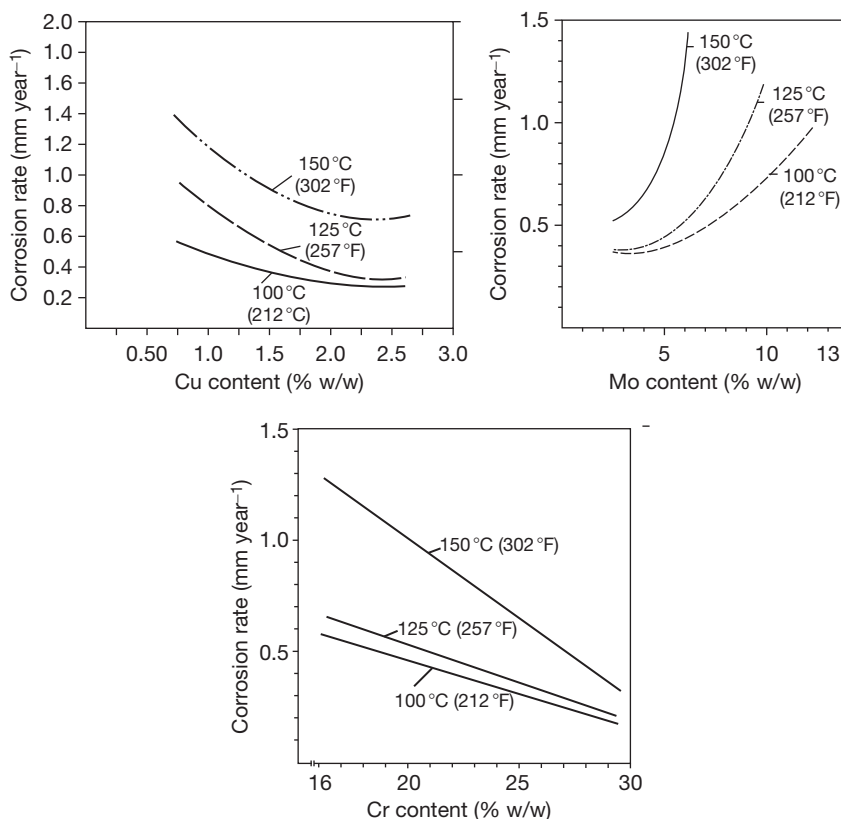 2.0
1.0
1.4
1.2
1.0
0.8
0.6
0.4
0.2
Corrosion rate (mm year⁻¹)
150 °C
(302 °F)
125 °C
(257 °F)
100 °C
(212 °C)
0.50 1.0 1.5 2.0 2.5 3.0
Cu content (% w/w)
1.5
1.0
0.5
Corrosion rate (mm year⁻¹)
150 °C
(302 °F)
125 °C
(257 °F)
100 °C
(212 °F)
5 10 13
Mo content (% w/w)
1.5
1.0
0.5
Corrosion rate (mm year⁻¹)
150 °C (302 °F)
125 °C (257 °F)
100 °C (212 °F)
16 20 25 30
Cr content (% w/w)